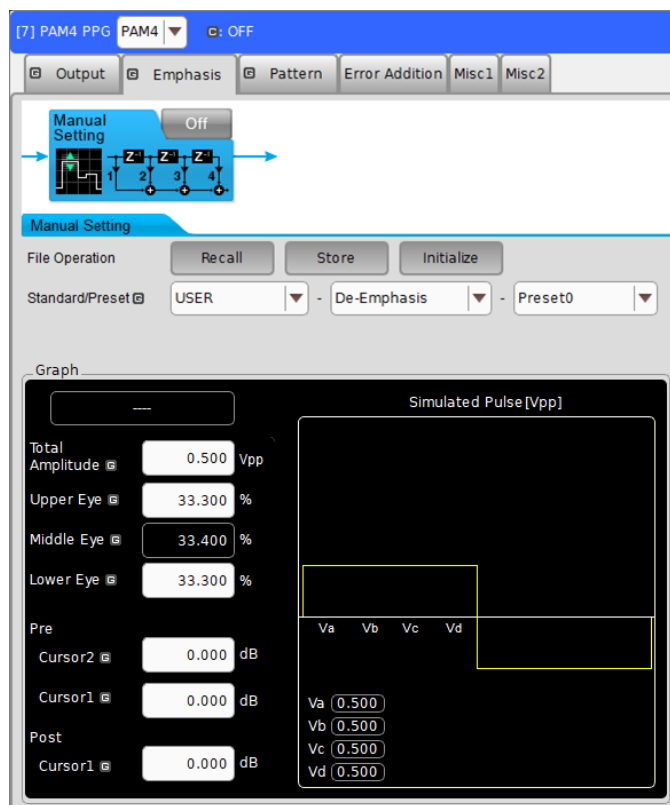 [7] PAM4 PPG PAM4 C: OFF
G Output G Emphasis G Pattern Error Addition Misc1 Misc2
Manual
Setting
Off
Z-1 Z-1 Z-1
1 2 3 4
Manual Setting
File Operation Recall Store Initialize
Standard/Preset G USER - De-Emphasis - Preset0
Graph
----
Simulated Pulse[Vpp]
Total
Amplitude G 0.500 Vpp
Upper Eye G 33.300 %
Middle Eye G 33.400 %
Lower Eye G 33.300 %
Va Vb Vc Vd
Pre
Cursor2 G 0.000 dB
Cursor1 G 0.000 dB
Post
Cursor1 G 0.000 dB
Va 0.500
Vb 0.500
Vc 0.500
Vd 0.500